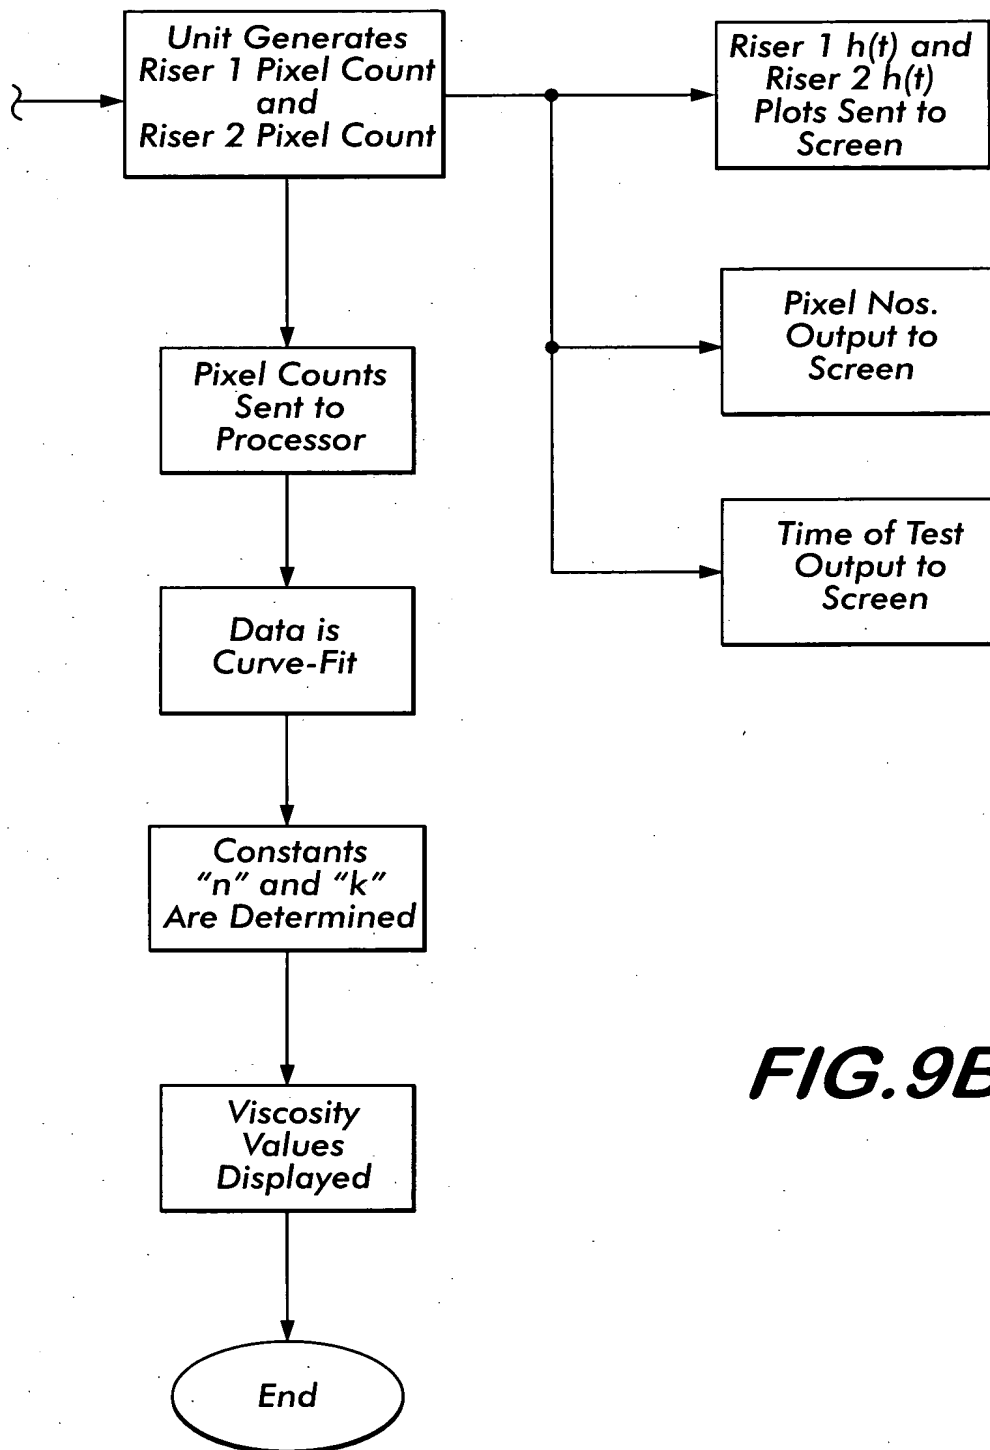 Unit Generates
Riser 1 Pixel Count
and
Riser 2 Pixel Count
Riser 1 h(t) and
Riser 2 h(t)
Plots Sent to
Screen
Pixel Nos.
Output to
Screen
Pixel Counts
Sent to
Processor
Time of Test
Output to
Screen
Data is
Curve-Fit
Constants
"n" and "k"
Are Determined
Viscosity
Values
Displayed
End
FIG.9B